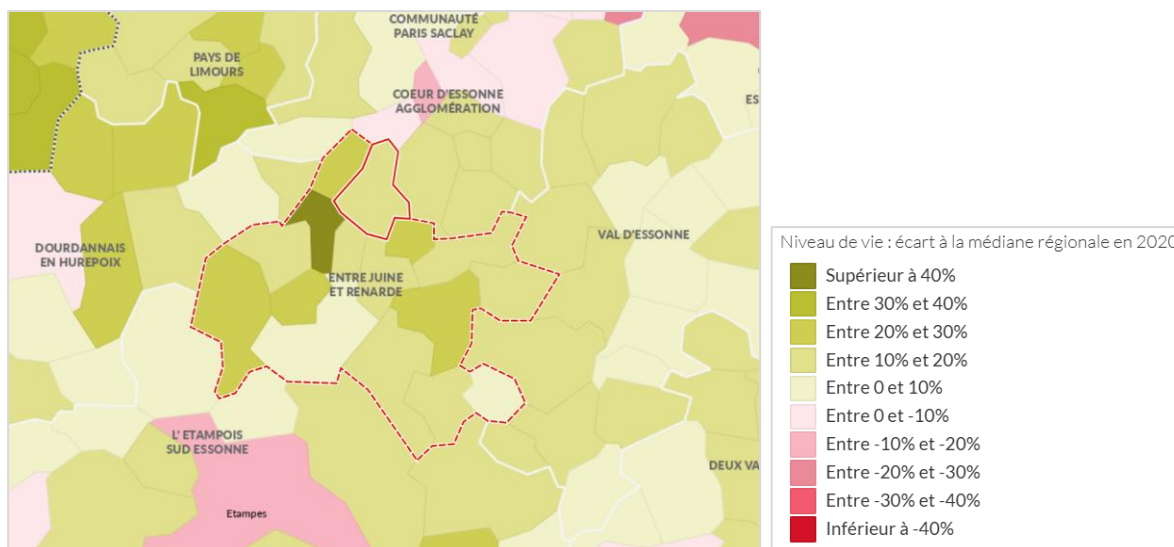 COMMUNAUTÉ
PARIS SACLAY
PAYS DE
LIMOURS
COEUR D'ESSONNE
AGGLOMÉRATION
ES
DOURDANNAIS
EN HUREPOIX
VAL D'ESSONNE
ENTRE JUINE
ET RENARDE
L' ETAMPOIS
SUD ESSONNE
DEUX VA
Etampes
Niveau de vie : écart à la médiane régionale en 2020
Supérieur à 40%
Entre 30% et 40%
Entre 20% et 30%
Entre 10% et 20%
Entre 0 et 10%
Entre 0 et -10%
Entre -10% et -20%
Entre -20% et -30%
Entre -30% et -40%
Inférieur à -40%